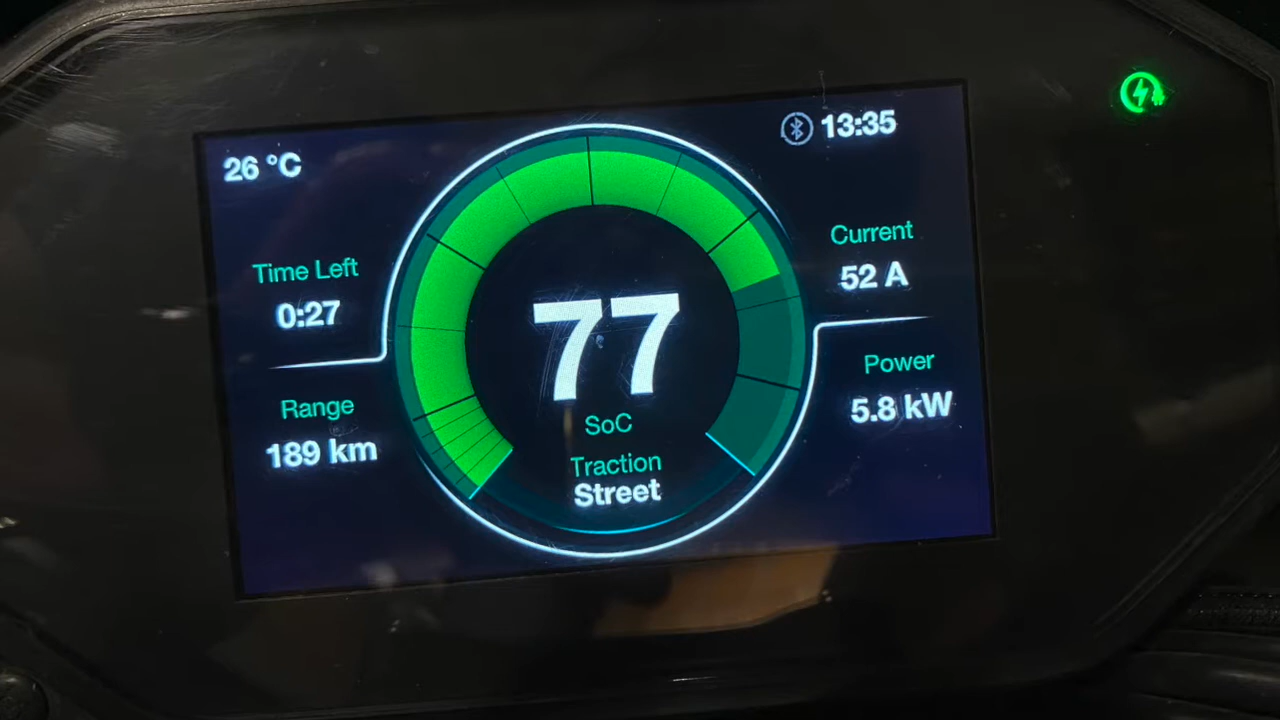 26 °C
13:35
Time Left
0:27
Range
189 km
77
SoC
Traction
Street
Current
52 A
Power
5.8 kW